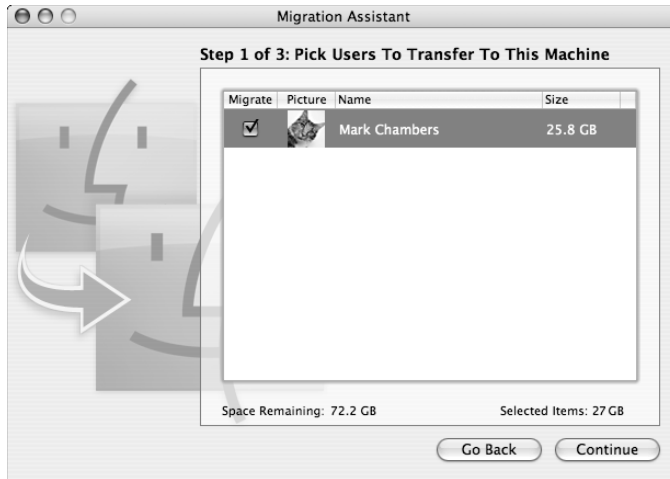 Migration Assistant
Step 1 of 3: Pick Users To Transfer To This Machine
Migrate Picture Name Size
Mark Chambers 25.8 GB
Space Remaining: 72.2 GB Selected Items: 27 GB
Go Back Continue